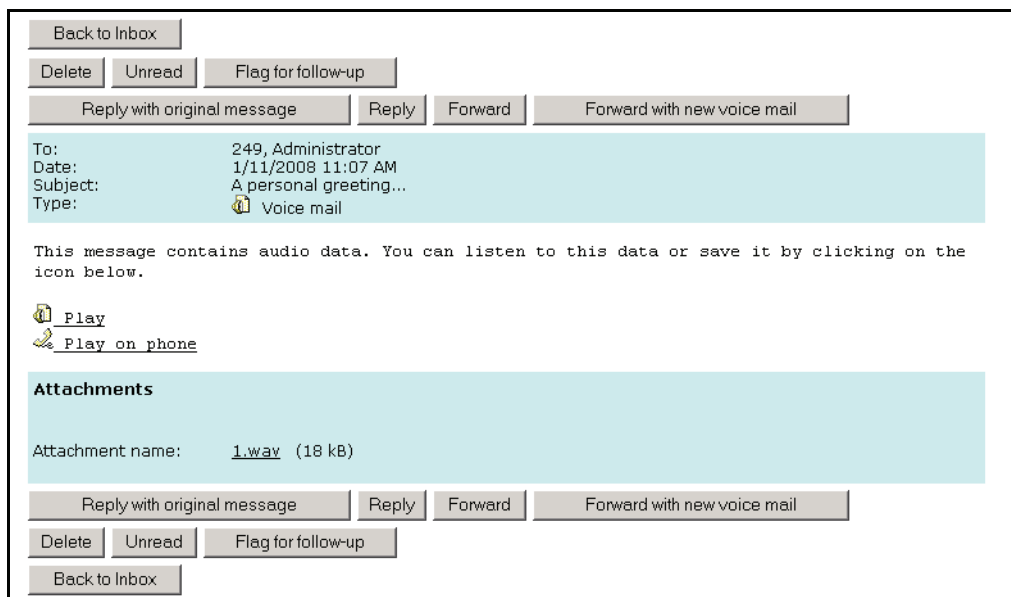 Back to Inbox
Delete Unread Flag for follow-up
Reply with original message Reply Forward Forward with new voice mail
To: 249, Administrator
Date: 1/11/2008 11:07 AM
Subject: A personal greeting...
Type: Voice mail
This message contains audio data. You can listen to this data or save it by clicking on the
icon below.
Play
Play on phone
Attachments
Attachment name: 1.wav (18 kB)
Reply with original message Reply Forward Forward with new voice mail
Delete Unread Flag for follow-up
Back to Inbox